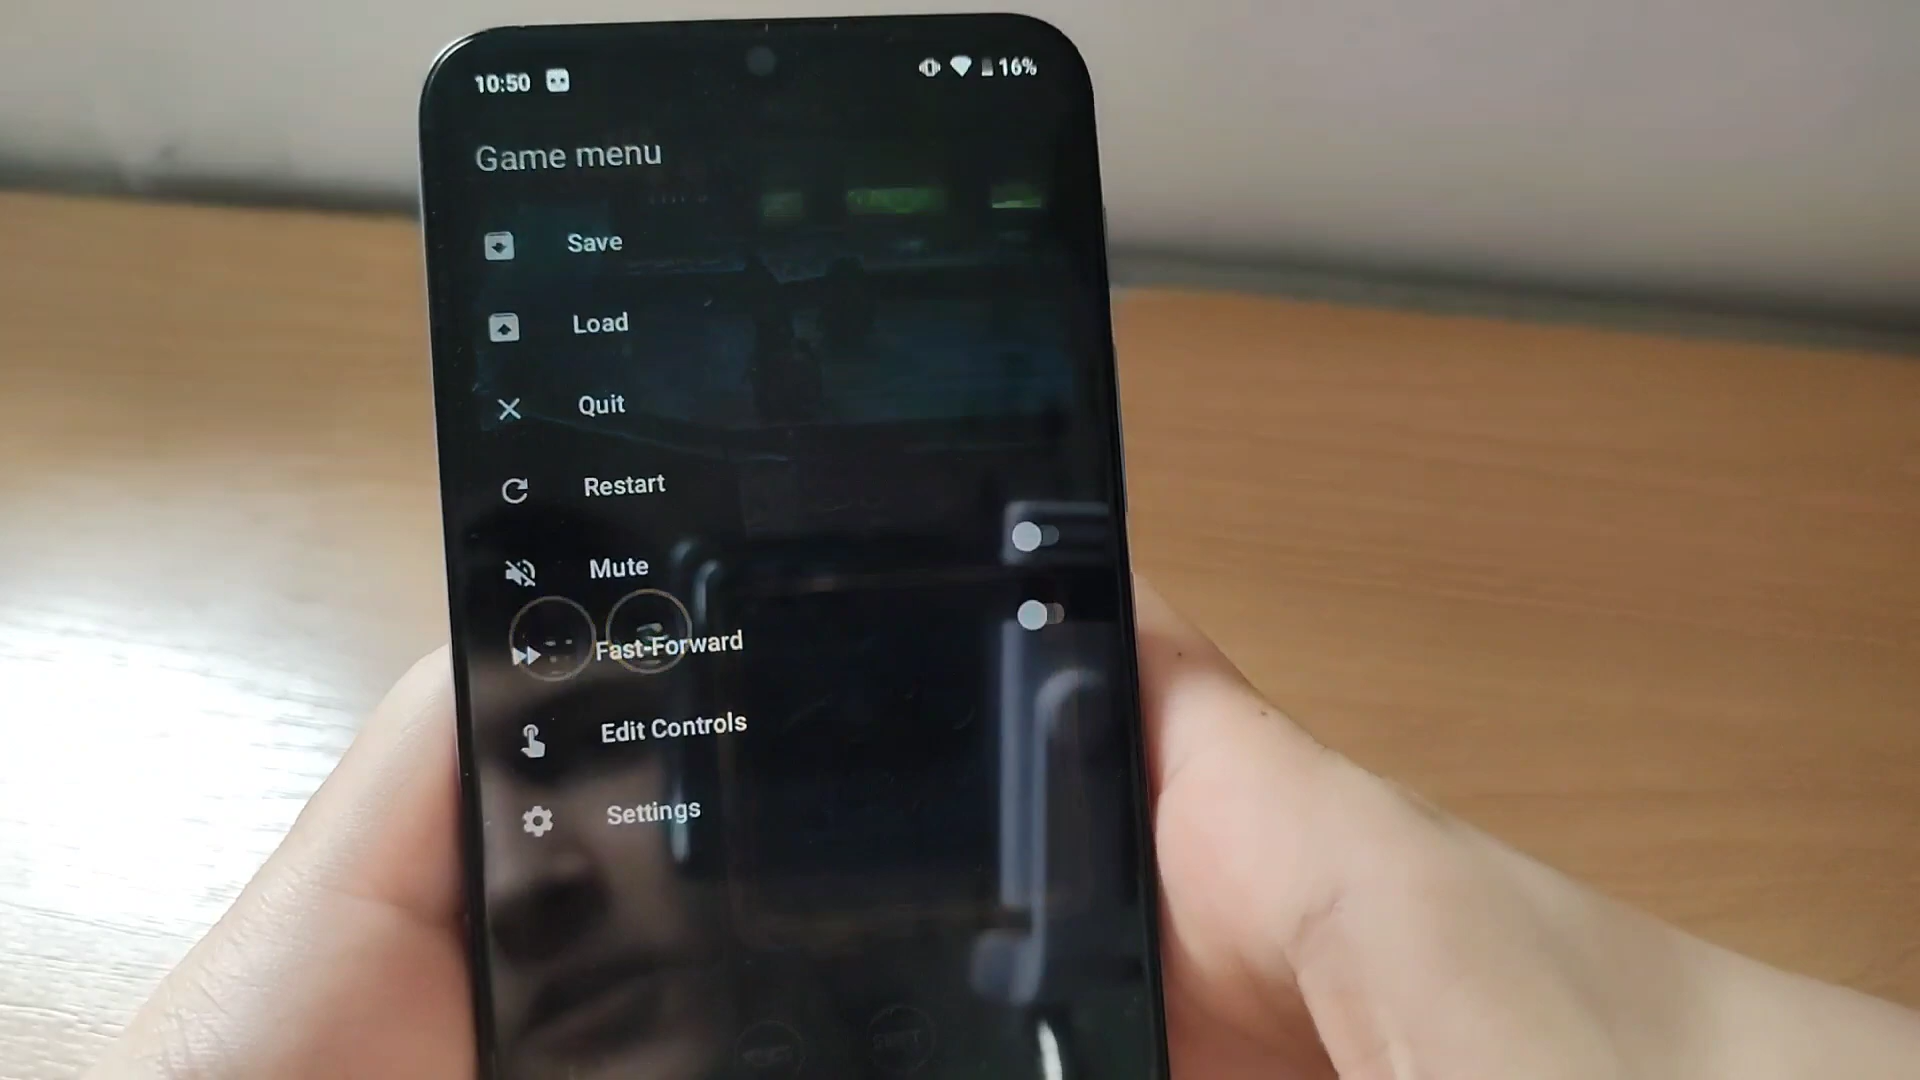 10:50
16%
Game menu
Save
Load
Quit
Restart
Mute
Fast-Forward
Edit Controls
Settings